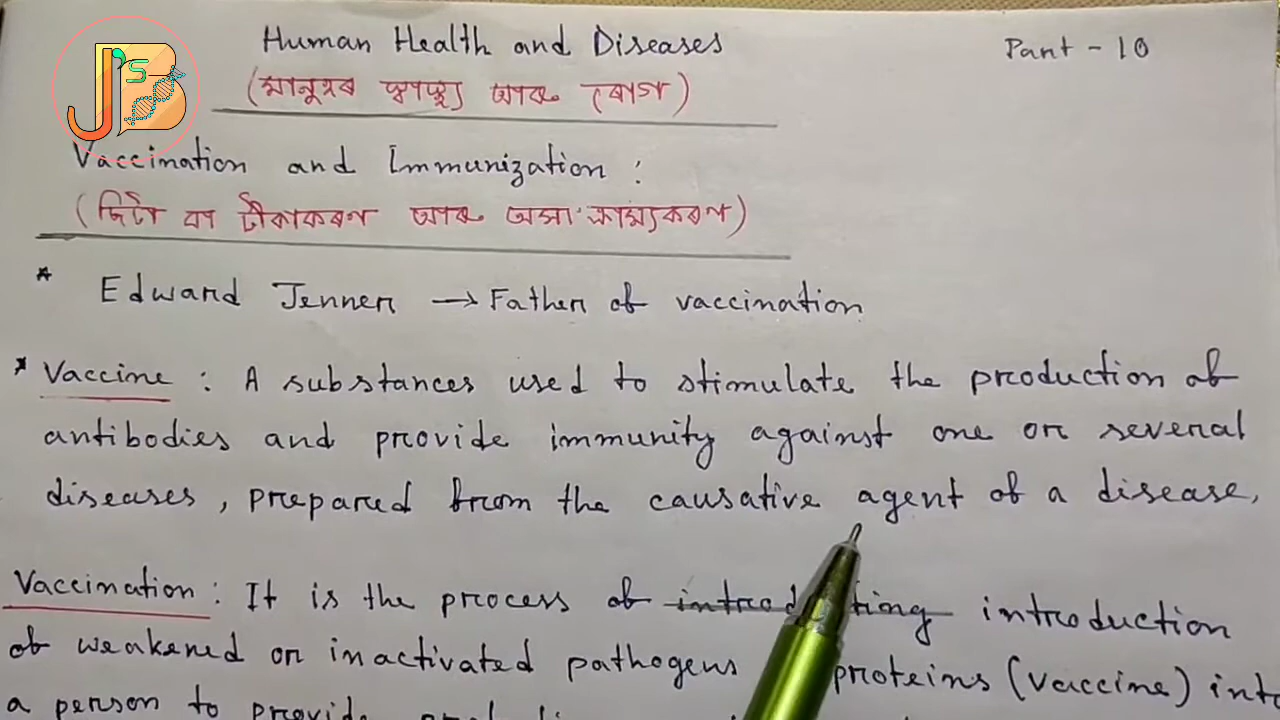 J's B
Human Health and Diseases
Part - 10
(মানুহৰ স্বাস্থ্য আৰু ৰোগ)
Vaccination and Immunization :
(ছিটা বা টীকাকৰণ আৰু অসংক্ৰাম্যকৰণ)
* Edward Jenner → Father of vaccination
* Vaccine : A substances used to stimulate the production of
antibodies and provide immunity against one or several
diseases, prepared from the causative agent of a disease,
Vaccination : It is the process of introducting introduction
of weakened or inactivated pathogens proteins (vaccine) into
a person to provide